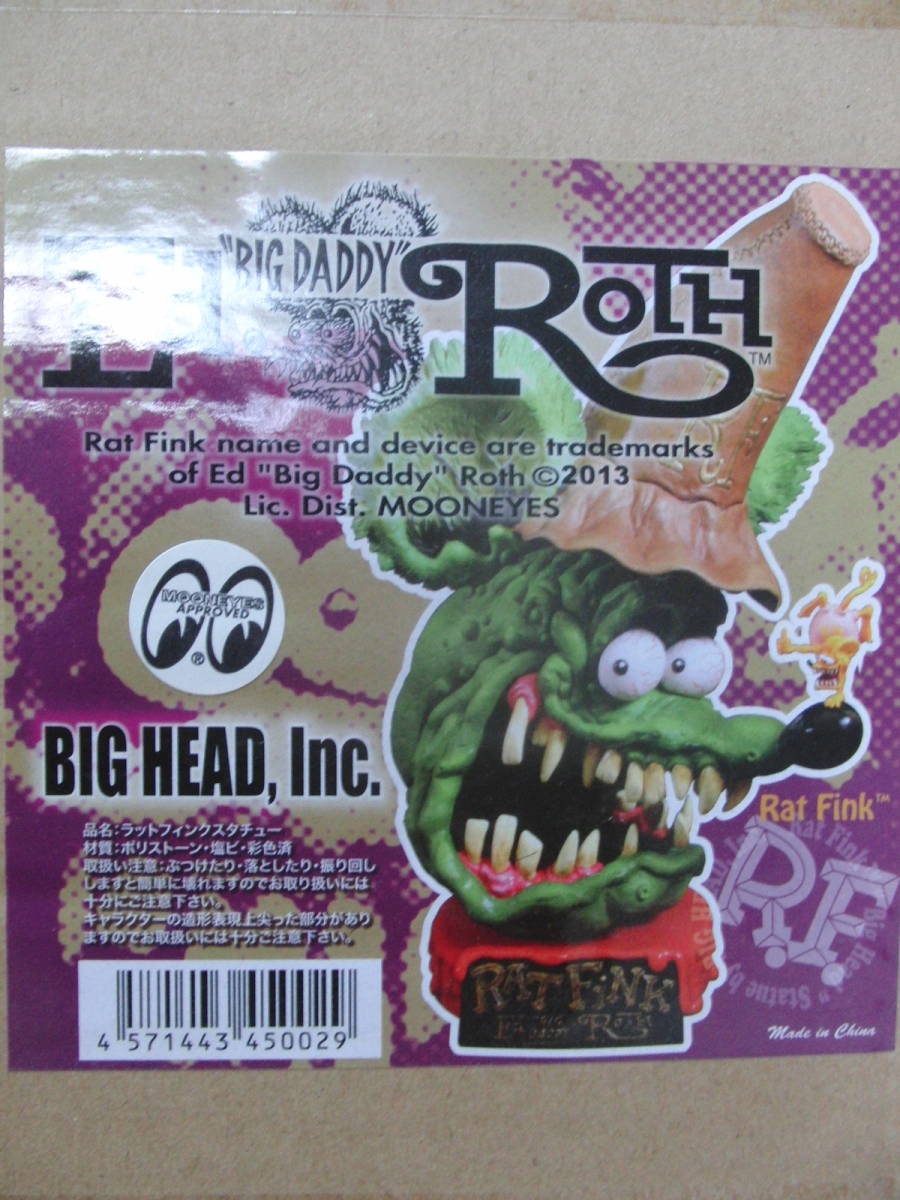 E "BIG DADDY" ROTH™
Rat Fink name and device are trademarks
of Ed "Big Daddy" Roth ©2013
Lic. Dist. MOONEYES
MOONEYES
APPROVED
®
BIG HEAD, Inc.
品名:ラットフィンクスタチュー
材質:ポリストーン・塩ビ・彩色済
取扱い注意:ぶつけたり・落としたり・振り回し
しますと簡単に壊れますのでお取り扱いには
十分にご注意下さい。
キャラクターの造形表現上尖った部分があり
ますのでお取扱いには十分ご注意下さい。
4 571443 450029
Rat Fink™
R.F.
RAT FiNK
ROTH
Made in China